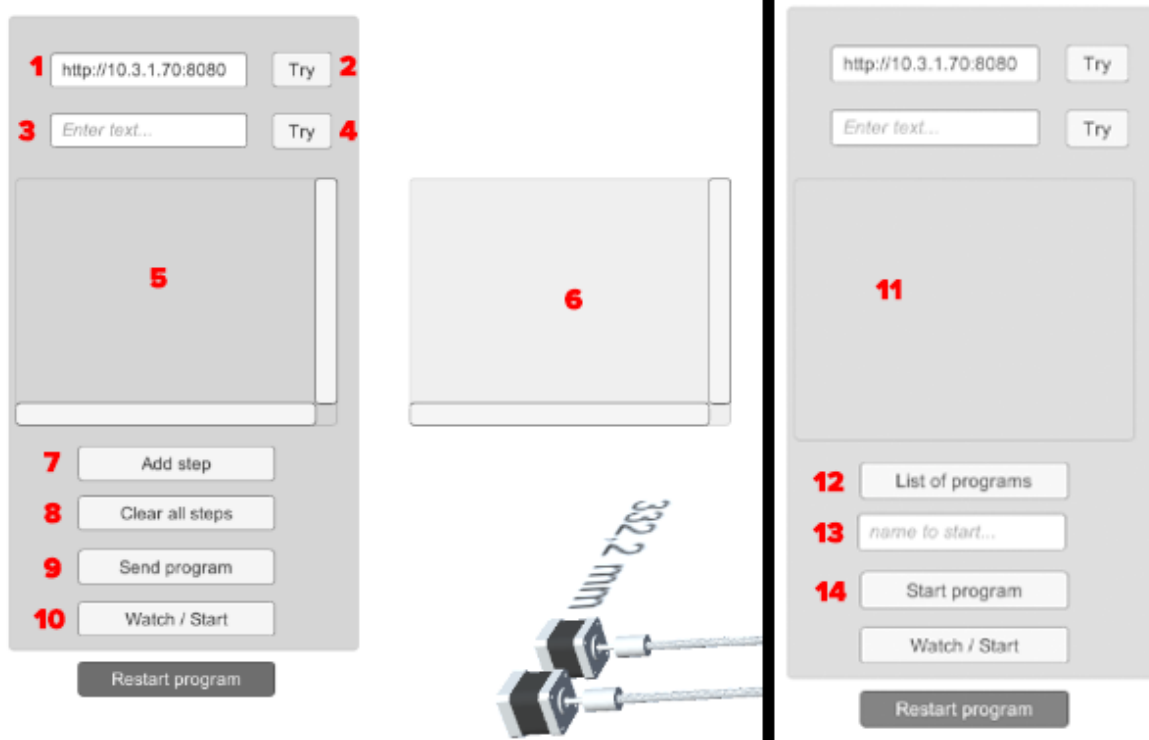 1 http://10.3.1.70:8080 Try 2
3 Enter text... Try 4
5
6
7 Add step
8 Clear all steps
9 Send program
10 Watch / Start
Restart program
332,2 mm
http://10.3.1.70:8080 Try
Enter text... Try
11
12 List of programs
13 name to start...
14 Start program
Watch / Start
Restart program